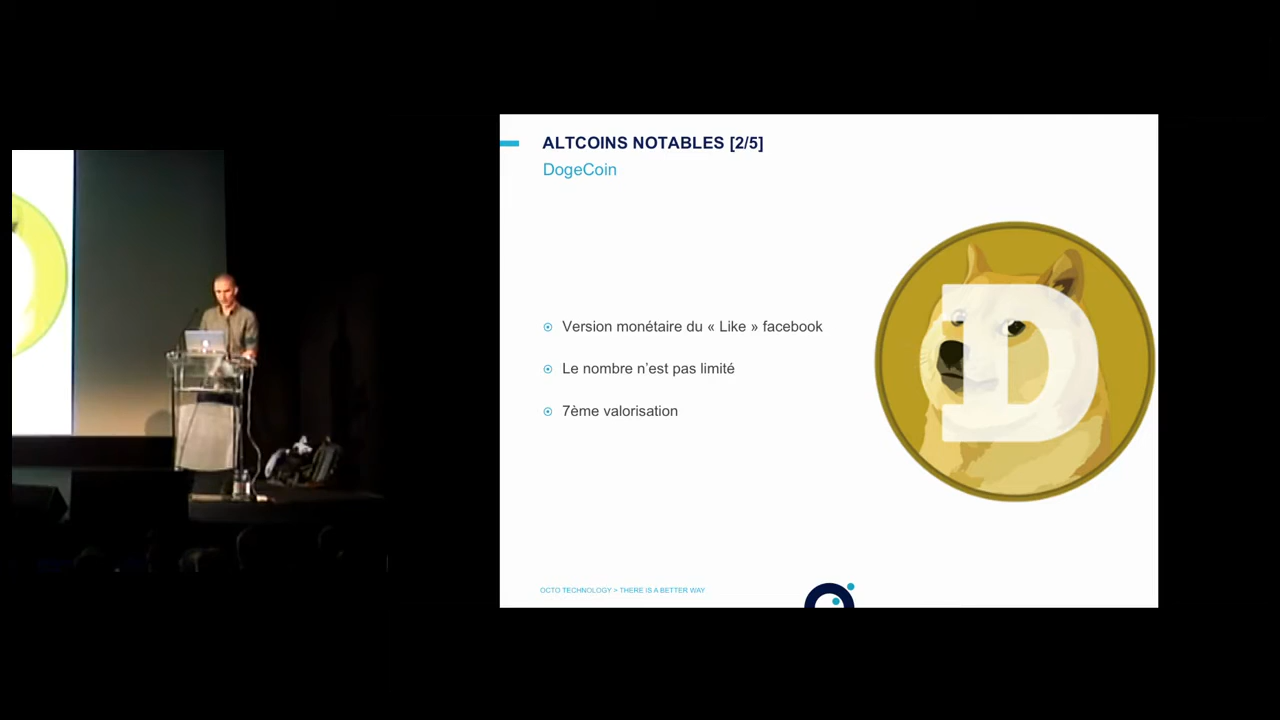 ALTCOINS NOTABLES [2/5]
DogeCoin
Version monétaire du « Like » facebook
Le nombre n’est pas limité
7ème valorisation
D
OCTO TECHNOLOGY > THERE IS A BETTER WAY